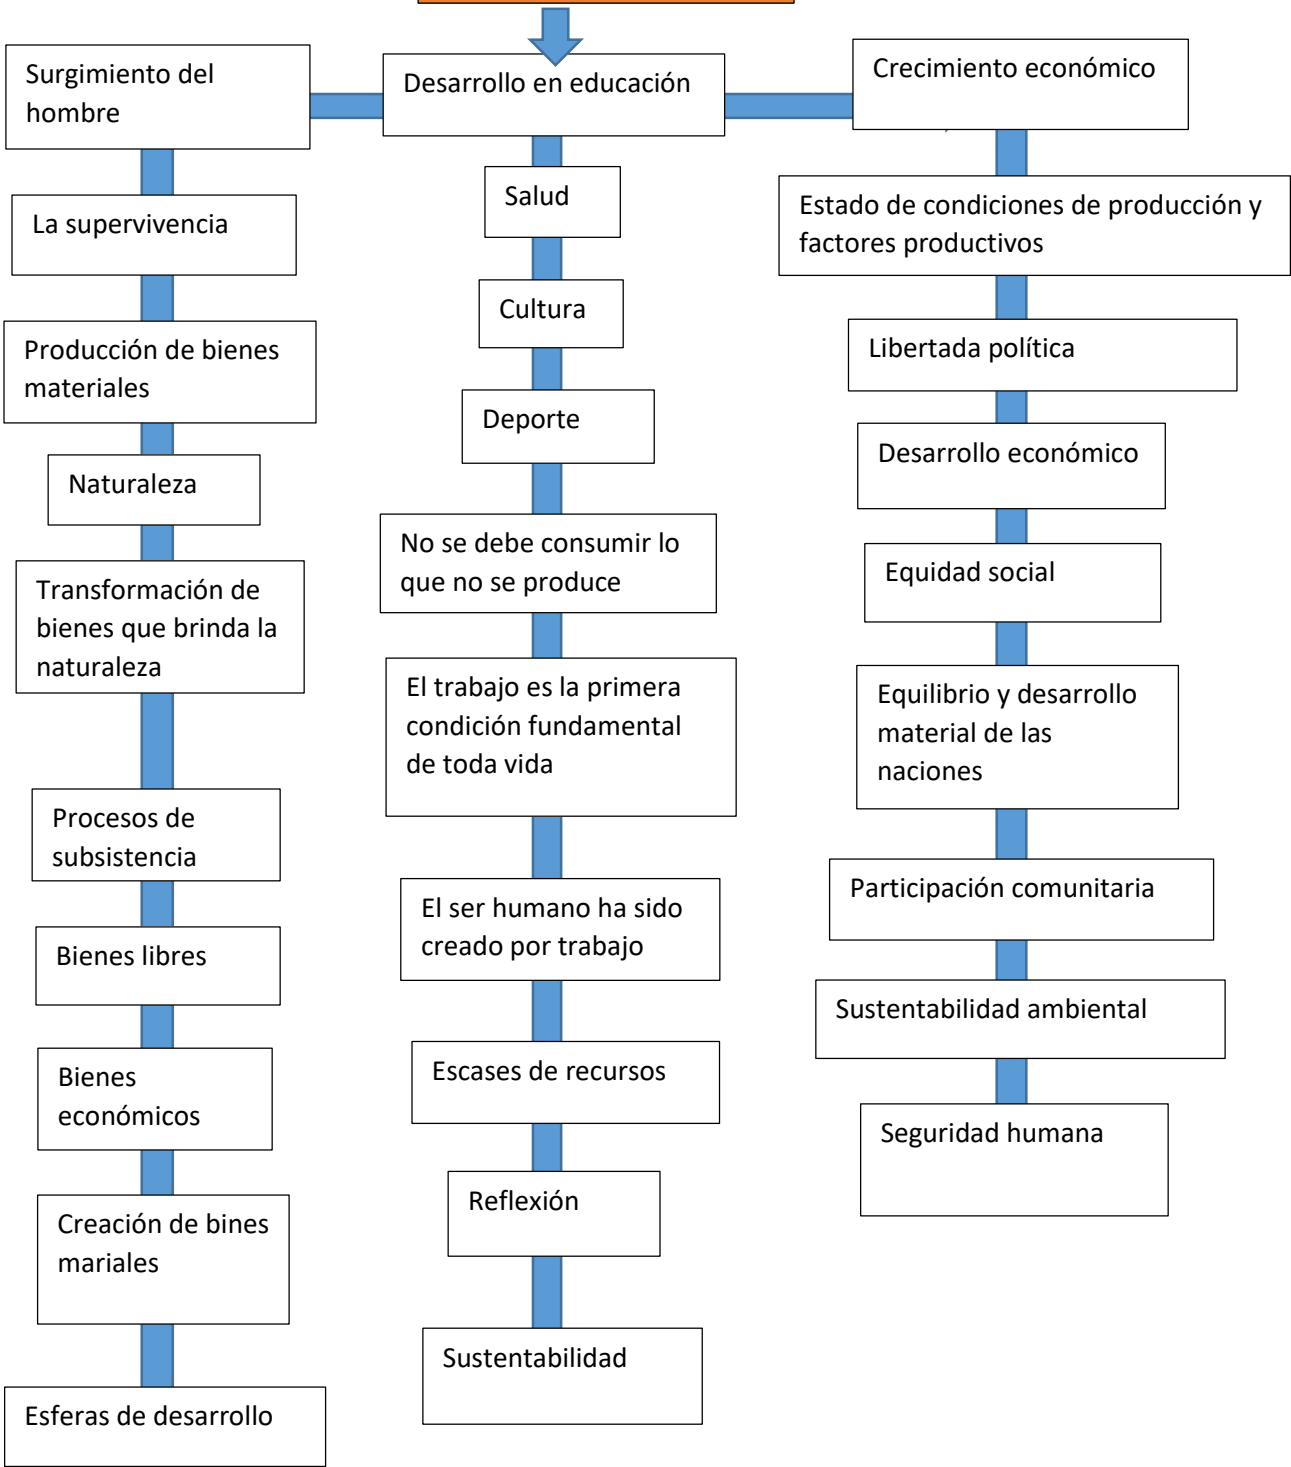 Surgimiento del
hombre
La supervivencia
Producción de bienes
materiales
Naturaleza
Transformación de
bienes que brinda la
naturaleza
Procesos de
subsistencia
Bienes libres
Bienes
económicos
Creación de bines
mariales
Esferas de desarrollo
Desarrollo en educación
Salud
Cultura
Deporte
No se debe consumir lo
que no se produce
El trabajo es la primera
condición fundamental
de toda vida
El ser humano ha sido
creado por trabajo
Escases de recursos
Reflexión
Sustentabilidad
Crecimiento económico
Estado de condiciones de producción y
factores productivos
Libertada política
Desarrollo económico
Equidad social
Equilibrio y desarrollo
material de las
naciones
Participación comunitaria
Sustentabilidad ambiental
Seguridad humana